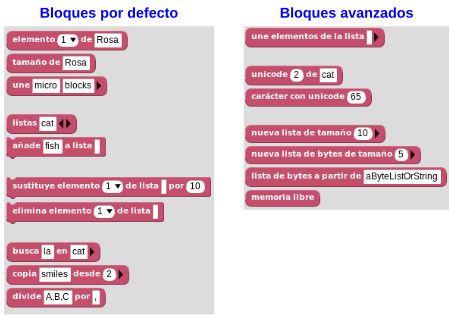 Bloques por defecto
elemento 1 de Rosa
tamaño de Rosa
une micro blocks
listas cat
añade fish a lista
sustituye elemento 1 de lista por 10
elimina elemento 1 de lista
busca la en cat
copia smiles desde 2
divide A,B,C por ,
Bloques avanzados
une elementos de la lista
unicode 2 de cat
carácter con unicode 65
nueva lista de tamaño 10
nueva lista de bytes de tamaño 5
lista de bytes a partir de aByteListOrString
memoria libre